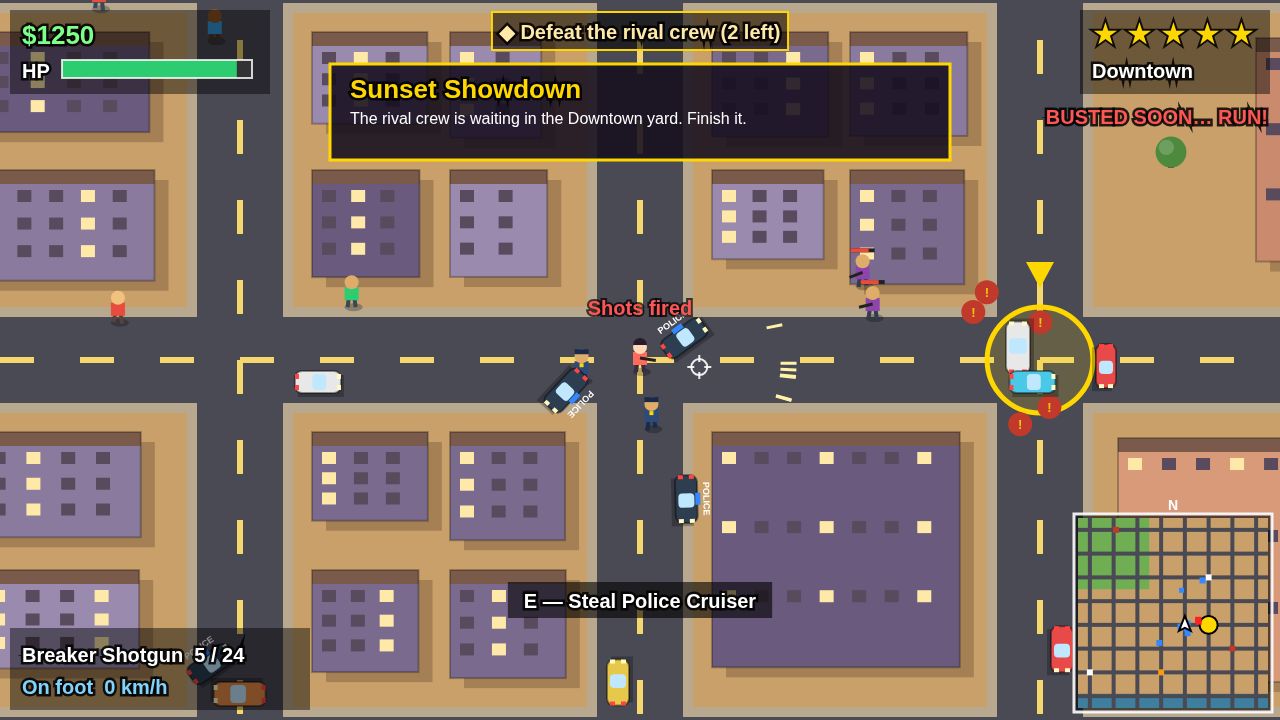 $1250
HP
◆ Defeat the rival crew (2 left)
Downtown
BUSTED SOON... RUN!
Sunset Showdown
The rival crew is waiting in the Downtown yard. Finish it.
Shots fired
POLICE
POLICE
POLICE
!
!
!
!
!
N
E — Steal Police Cruiser
POLICE
Breaker Shotgun 5 / 24
On foot 0 km/h